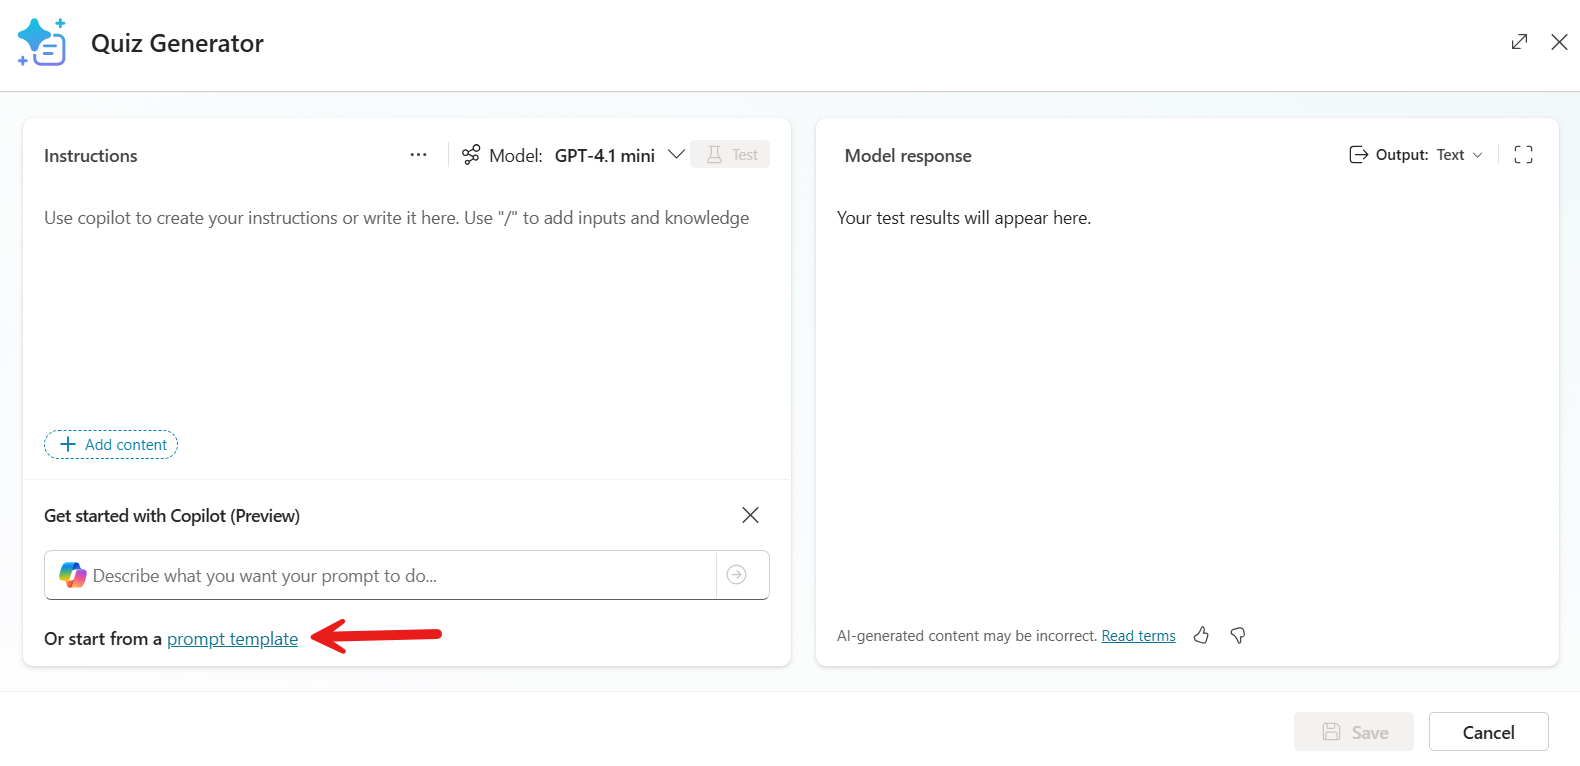 Quiz Generator
Instructions
Model: GPT-4.1 mini
Test
Use copilot to create your instructions or write it here. Use "/" to add inputs and knowledge
Add content
Get started with Copilot (Preview)
Describe what you want your prompt to do...
Or start from a prompt template
Model response
Output: Text
Your test results will appear here.
AI-generated content may be incorrect. Read terms
Save
Cancel